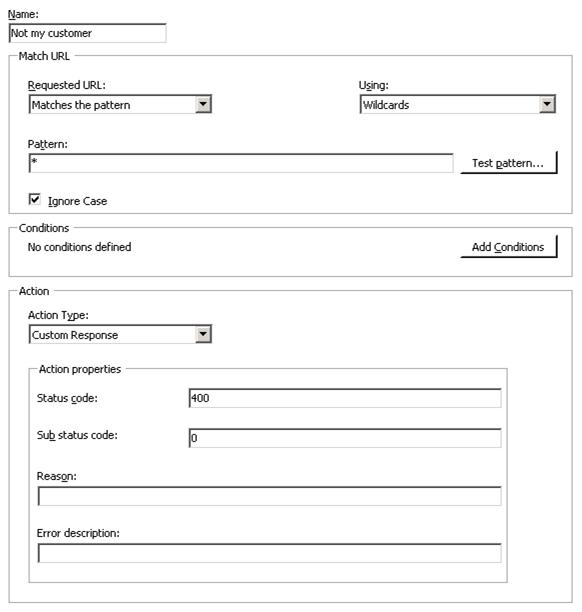 Name:
Not my customer
Match URL
Requested URL: Using:
Matches the pattern Wildcards
Pattern:
* Test pattern...
Ignore Case
Conditions
No conditions defined Add Conditions
Action
Action Type:
Custom Response
Action properties
Status code: 400
Sub status code: 0
Reason:
Error description: